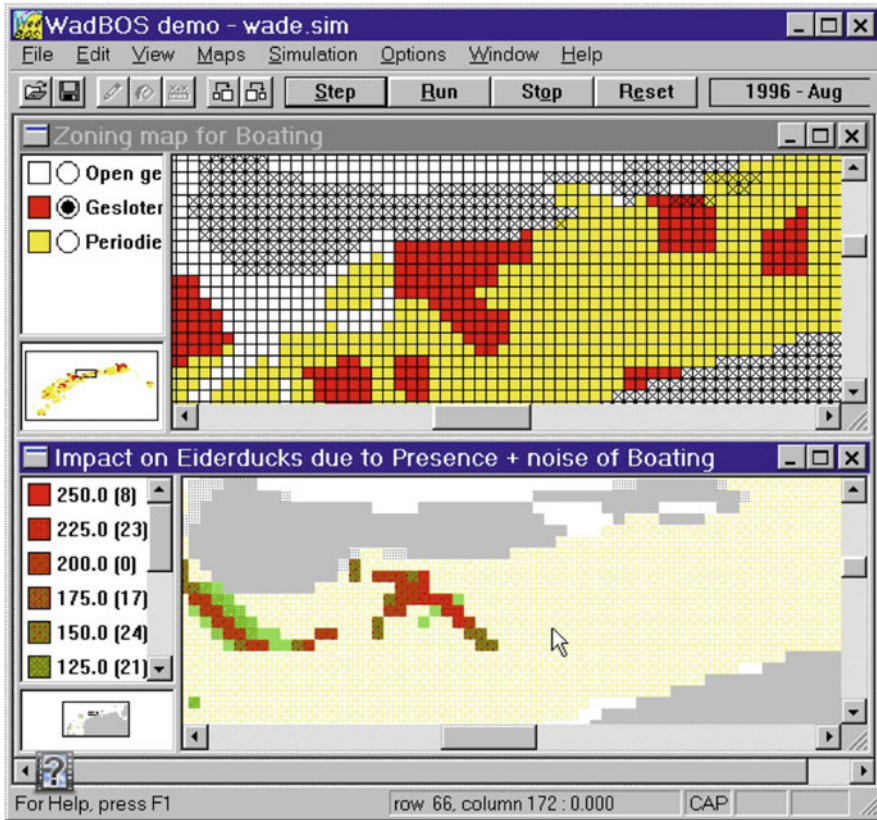 WadBOS demo - wade.sim
File Edit View Maps Simulation Options Window Help
Step Run Stop Reset 1996 - Aug
Zoning map for Boating
Open ge
Gesloter
Periodie
Impact on Eiderducks due to Presence + noise of Boating
250.0 (8)
225.0 (23)
200.0 (0)
175.0 (17)
150.0 (24)
125.0 (21)
For Help, press F1 row 66, column 172 : 0.000 CAP